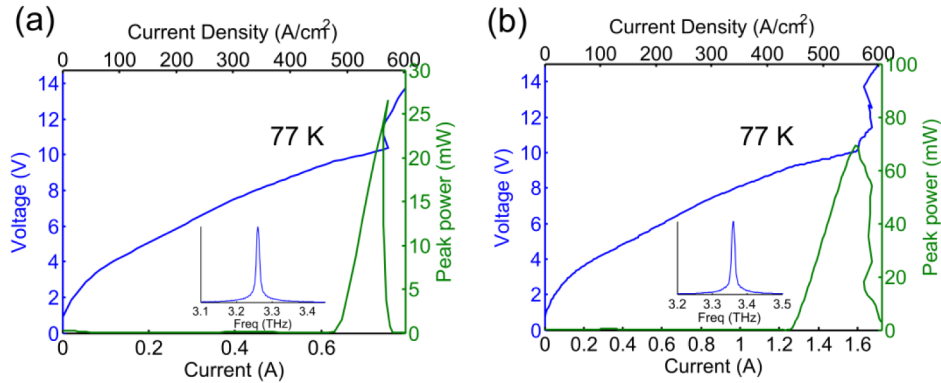 (a)
Current Density (A/cm²)
0 100 200 300 400 500 600
14
12
10
8
6
4
2
0
Voltage (V)
77 K
30
25
20
15
10
5
0
Peak power (mW)
3.1 3.2 3.3 3.4
Freq (THz)
0 0.2 0.4 0.6
Current (A)
(b)
Current Density (A/cm²)
0 100 200 300 400 500 600
14
12
10
8
6
4
2
0
Voltage (V)
77 K
100
80
60
40
20
0
Peak power (mW)
3.2 3.3 3.4 3.5
Freq (THz)
0 0.2 0.4 0.6 0.8 1 1.2 1.4 1.6
Current (A)